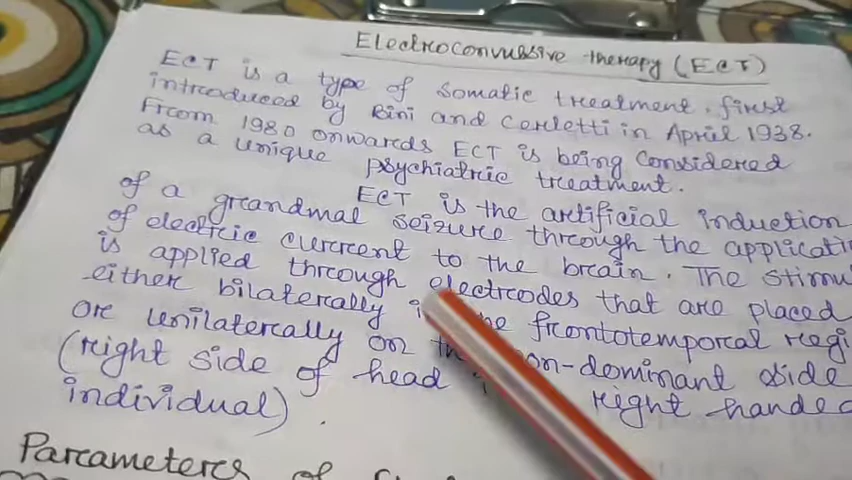 Electroconvussive therapy (ECT)
ECT is a type of Somatic treatment. first
introduced by Bini and Cerletti in April 1938.
From 1980 onwards ECT is being considered
as a unique psychiatric treatment.
ECT is the artificial induction
of a grandmal seizure through the applicati
of electric current to the brain. The stimu
is applied through electrodes that are placed
either bilaterally the frontotemporal regi
or unilaterally on non-dominant side
(right side of head right handed
individual)
Parameters of